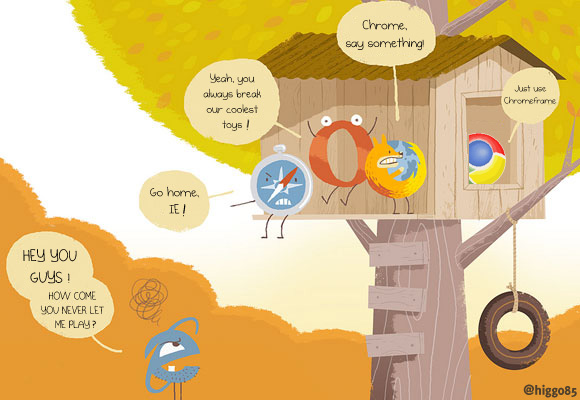 Chrome,
say something!
Yeah, you
always break
our coolest
toys!
Just use
ChromeFrame
Go home,
IE!
HEY YOU
GUYS!
HOW COME
YOU NEVER LET
ME PLAY?
@higgo85